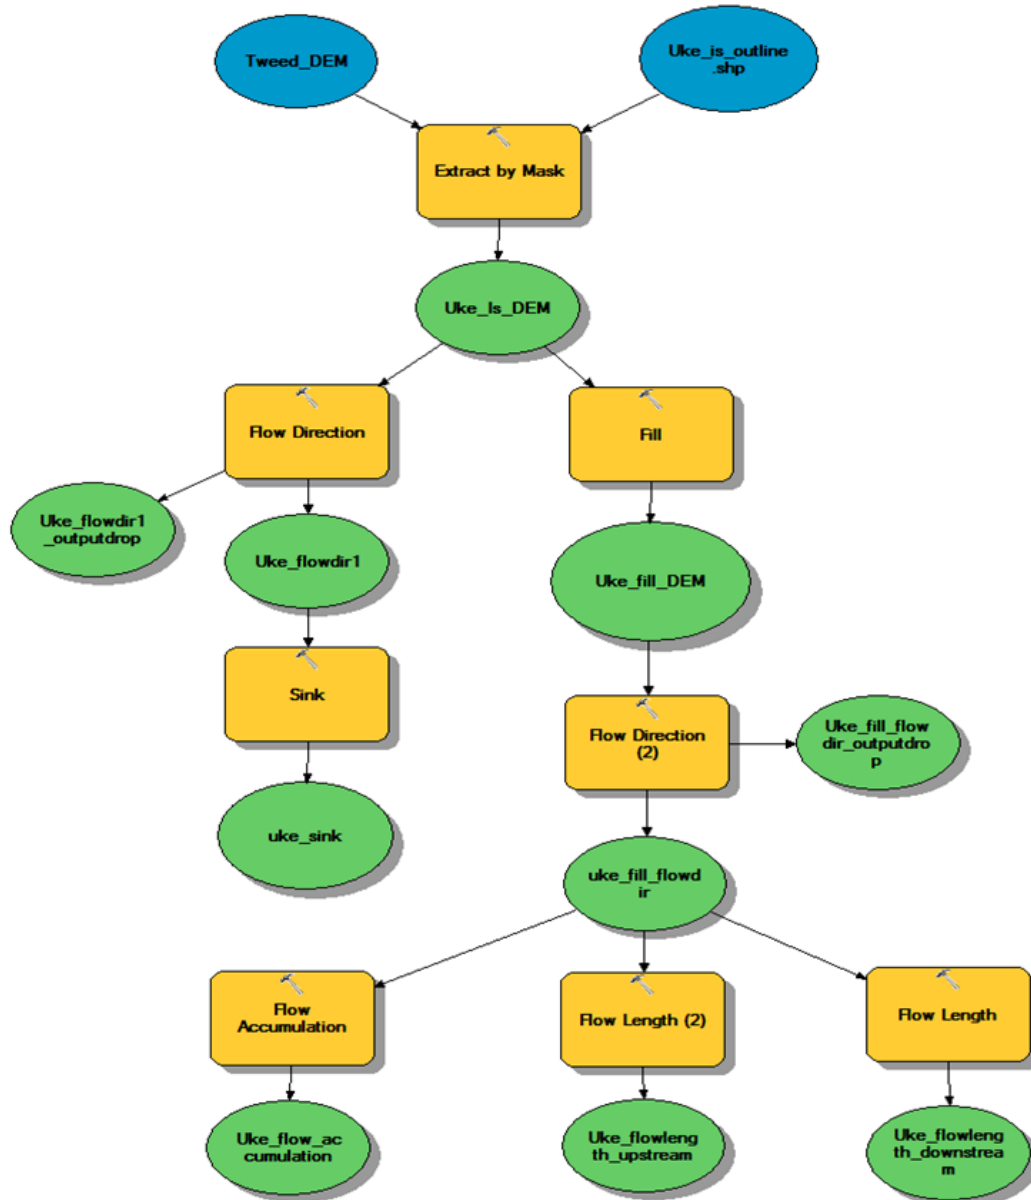 Tweed_DEM
Uke_is_outline
.shp
Extract by Mask
Uke_Is_DEM
Flow Direction
Fill
Uke_flowdir1
_outputdrop
Uke_flowdir1
Uke_fill_DEM
Sink
Flow Direction
(2)
Uke_fill_flow
dir_outputdro
p
uke_sink
uke_fill_flowd
ir
Flow
Accumulation
Flow Length (2)
Flow Length
Uke_flow_ac
cumulation
Uke_flowleng
th_upstream
Uke_flowleng
th_downstrea
m